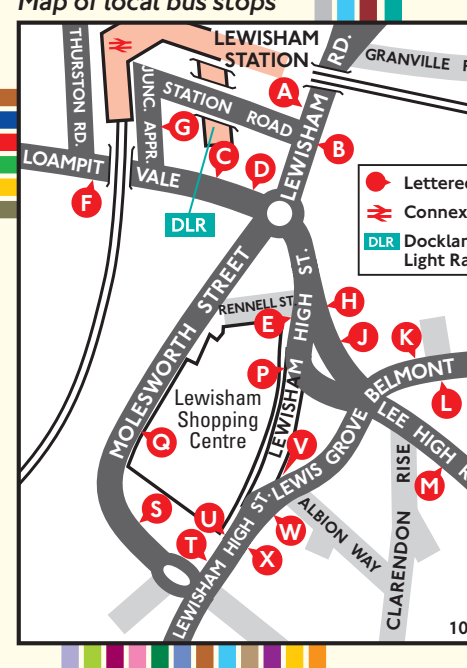 Map of local bus stops
LEWISHAM
STATION
THURSTON RD.
JUNC. APPR.
STATION ROAD
LEWISHAM
RD.
GRANVILLE
A
B
G
C
D
F
LOAMPIT
VALE
DLR
Lettered
Connex
DLR Docklan
Light Ra
MOLESWORTH STREET
RENNELL ST.
LEWISHAM HIGH ST.
E
H
J
K
L
P
BELMONT
Lewisham
Shopping
Centre
LEE HIGH R
LEWIS GROVE
V
Q
M
S
U
T
W
X
LEWISHAM HIGH ST.
ALBION WAY
CLARENDON RISE
10